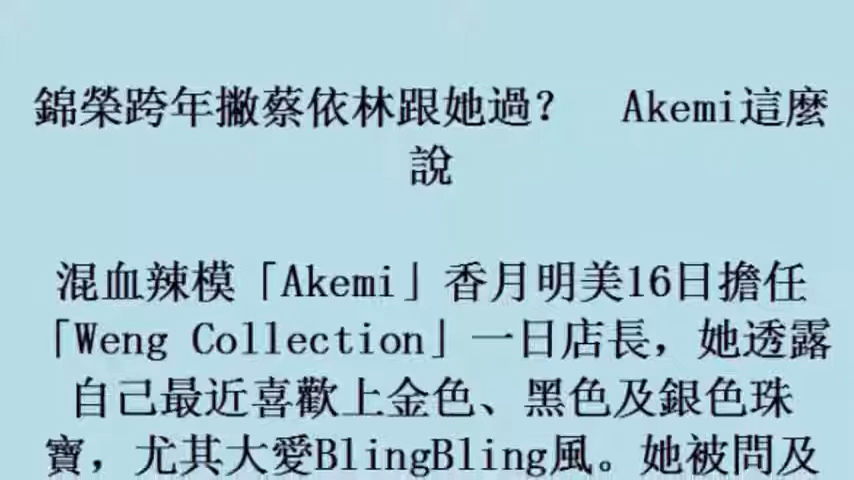 錦榮跨年撇蔡依林跟她過？　Akemi這麼
說
混血辣模「Akemi」香月明美16日擔任
「Weng Collection」一日店長，她透露
自己最近喜歡上金色、黑色及銀色珠
寶，尤其大愛BlingBling風。她被問及